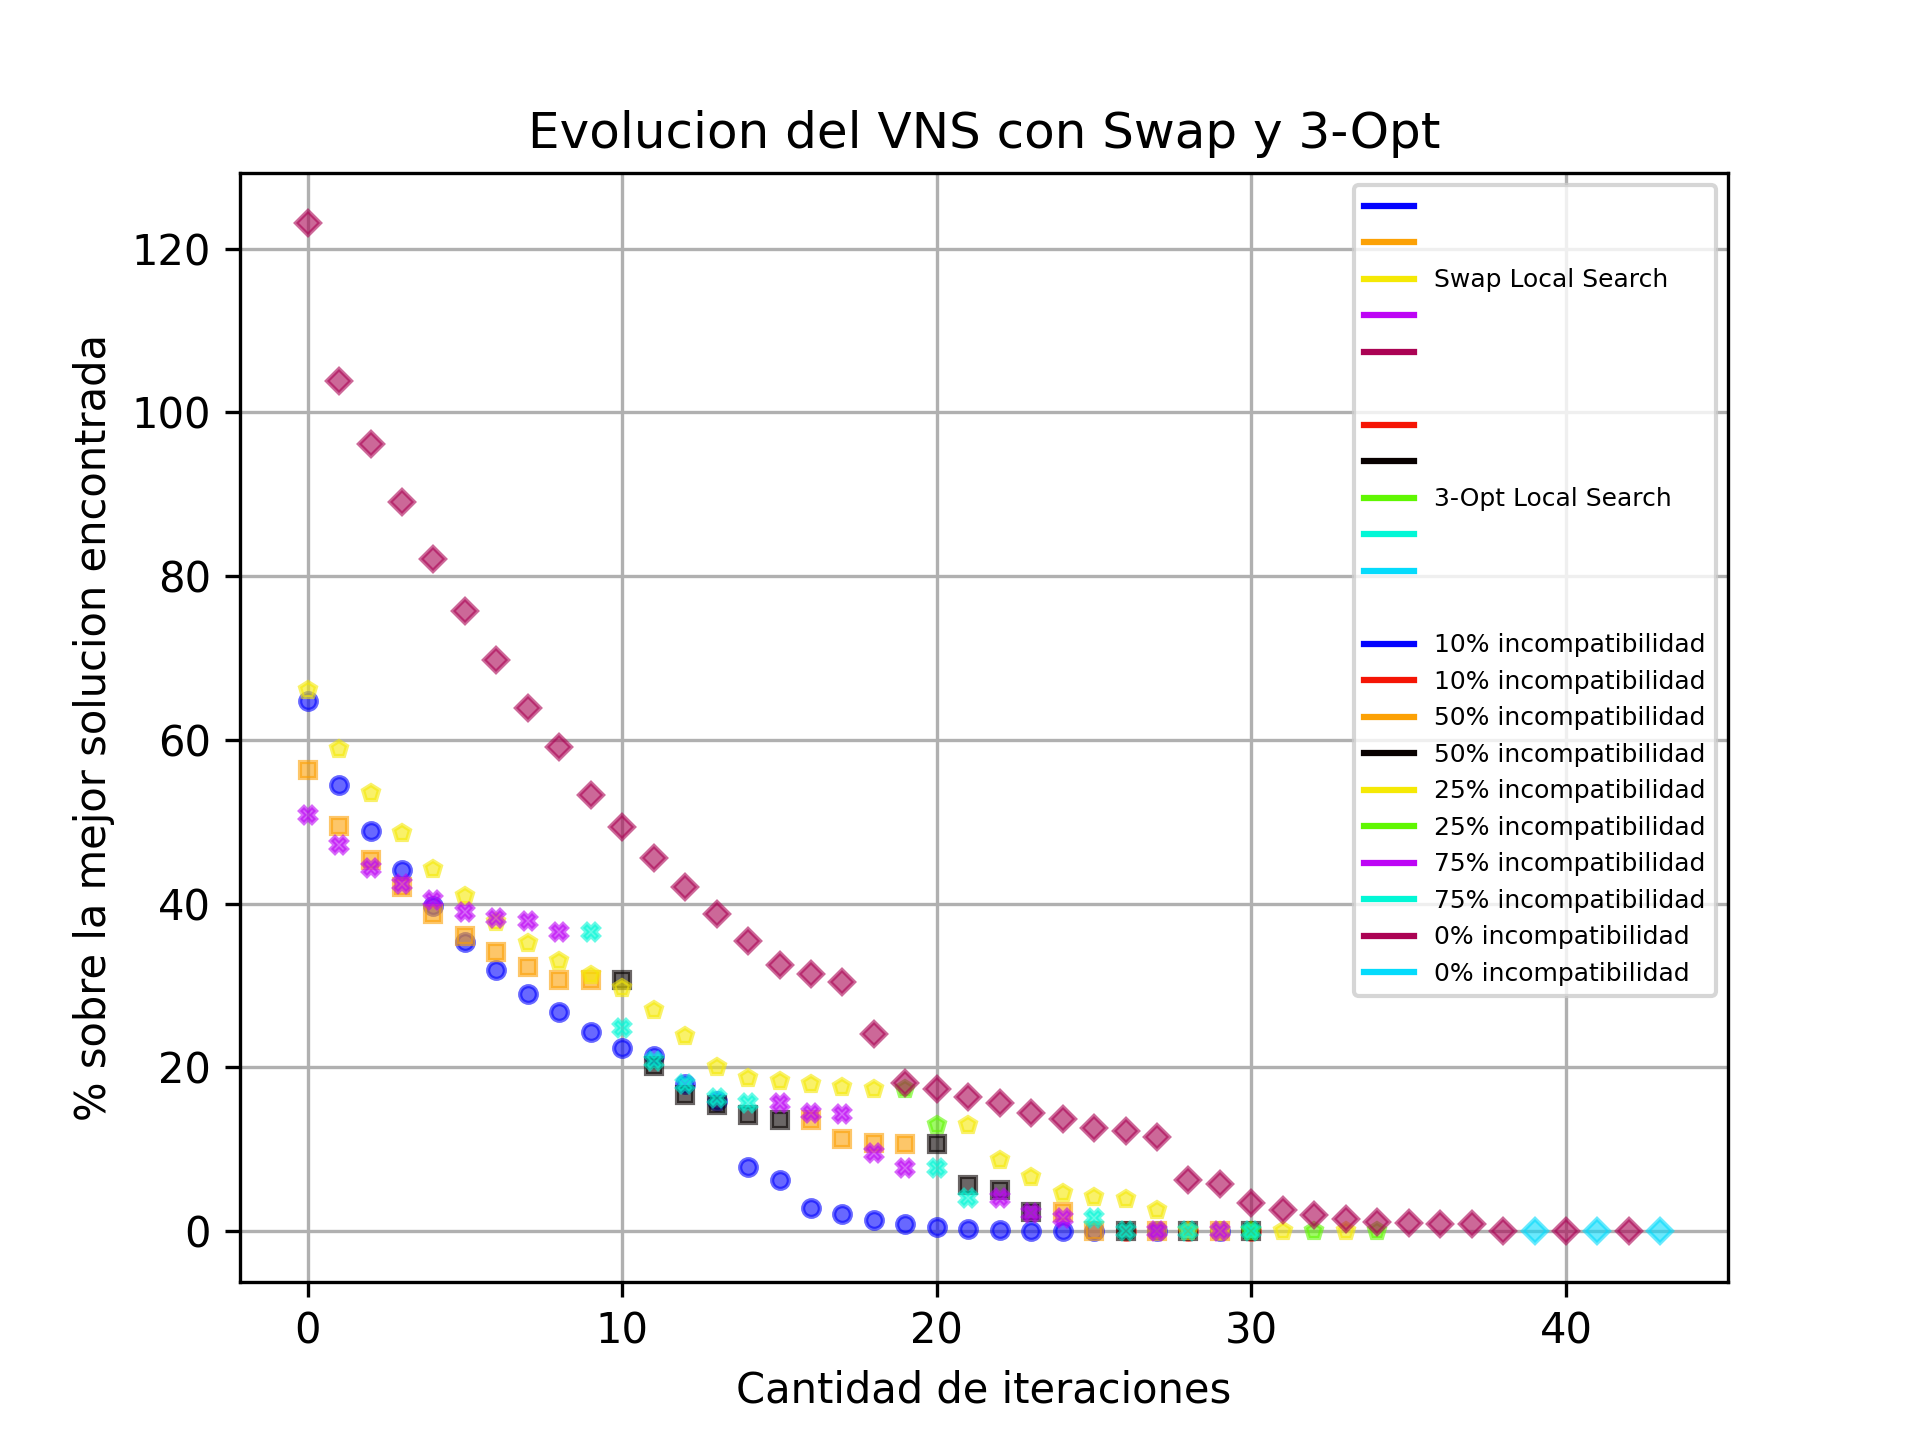 Evolucion del VNS con Swap y 3-Opt
% sobre la mejor solucion encontrada
120
100
80
60
40
20
0
Swap Local Search
3-Opt Local Search
10% incompatibilidad
10% incompatibilidad
50% incompatibilidad
50% incompatibilidad
25% incompatibilidad
25% incompatibilidad
75% incompatibilidad
75% incompatibilidad
0% incompatibilidad
0% incompatibilidad
0 10 20 30 40
Cantidad de iteraciones